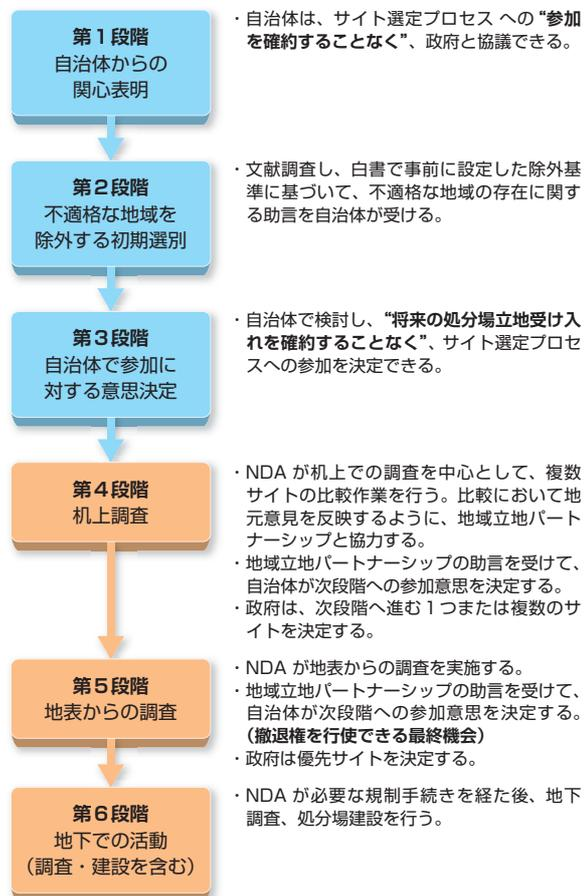 第1段階
自治体からの
関心表明
・自治体は、サイト選定プロセス への“参加
を確約することなく”、政府と協議できる。
第2段階
不適格な地域を
除外する初期選別
・文献調査し、白書で事前に設定した除外基
準に基づいて、不適格な地域の存在に関す
る助言を自治体が受ける。
第3段階
自治体で参加に
対する意思決定
・自治体で検討し、“将来の処分場立地受け入
れを確約することなく”、サイト選定プロセ
スへの参加を決定できる。
第4段階
机上調査
・NDA が机上での調査を中心として、複数
サイトの比較作業を行う。比較において地
元意見を反映するように、地域立地パート
ナーシップと協力する。
・地域立地パートナーシップの助言を受けて、
自治体が次段階への参加意思を決定する。
・政府は、次段階へ進む1つまたは複数のサ
イトを決定する。
第5段階
地表からの調査
・NDA が地表からの調査を実施する。
・地域立地パートナーシップの助言を受けて、
自治体が次段階への参加意思を決定する。
（撤退権を行使できる最終機会）
・政府は優先サイトを決定する。
第6段階
地下での活動
（調査・建設を含む）
・NDA が必要な規制手続きを経た後、地下
調査、処分場建設を行う。